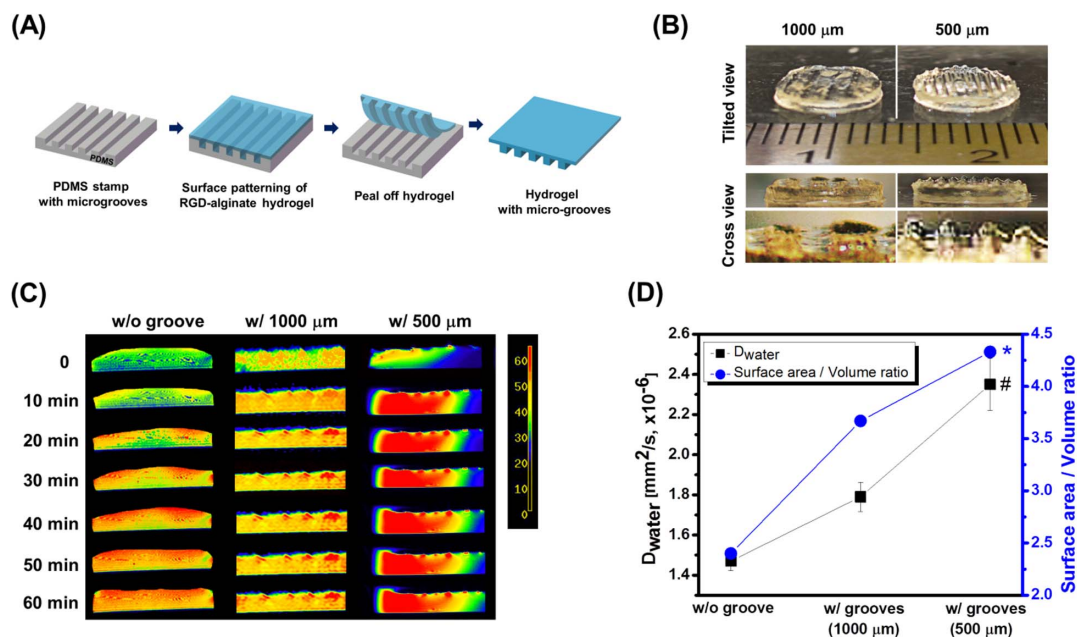 (A)
PDMS
PDMS stamp
with microgrooves
Surface patterning of
RGD-alginate hydrogel
Peal off hydrogel
Hydrogel
with micro-grooves
(B)
1000 μm
500 μm
Tilted view
1
2
Cross view
(C)
w/o groove
w/ 1000 μm
w/ 500 μm
0
10 min
20 min
30 min
40 min
50 min
60 min
60
50
40
30
20
10
0
(D)
Dwater [mm²/s, x10⁻⁶]
2.6
2.4
2.2
2.0
1.8
1.6
1.4
Dwater
Surface area / Volume ratio
*
#
4.5
4.0
3.5
3.0
2.5
2.0
Surface area / Volume ratio
w/o groove
w/ grooves
(1000 μm)
w/ grooves
(500 μm)